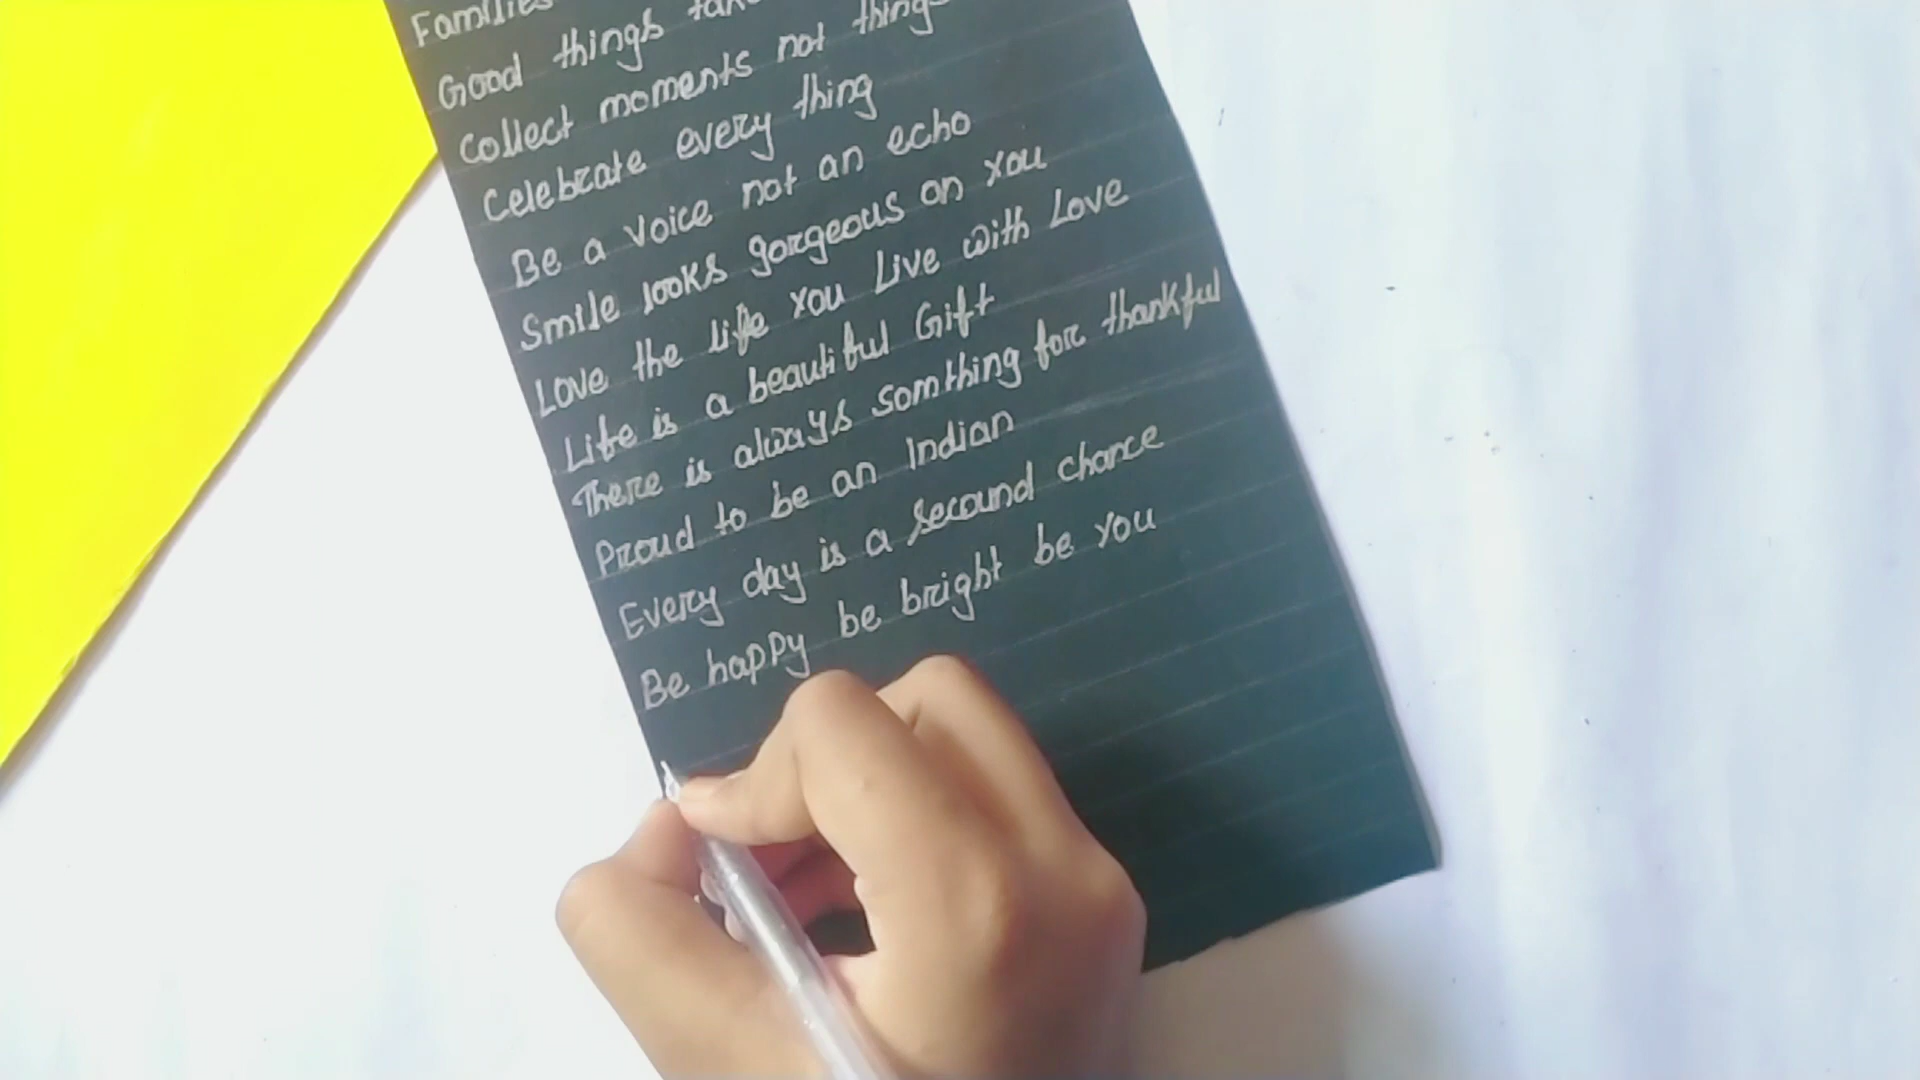 Families
Good things
Collect moments not thing
Celebrate every thing
Be a voice not an echo
Smile looks gorgeous on You
Love the life You Live with Love
Life is a beautiful Gift
There is always somthing for thankful
Proud to be an Indian
Every day is a second chance
Be happy be bright be You